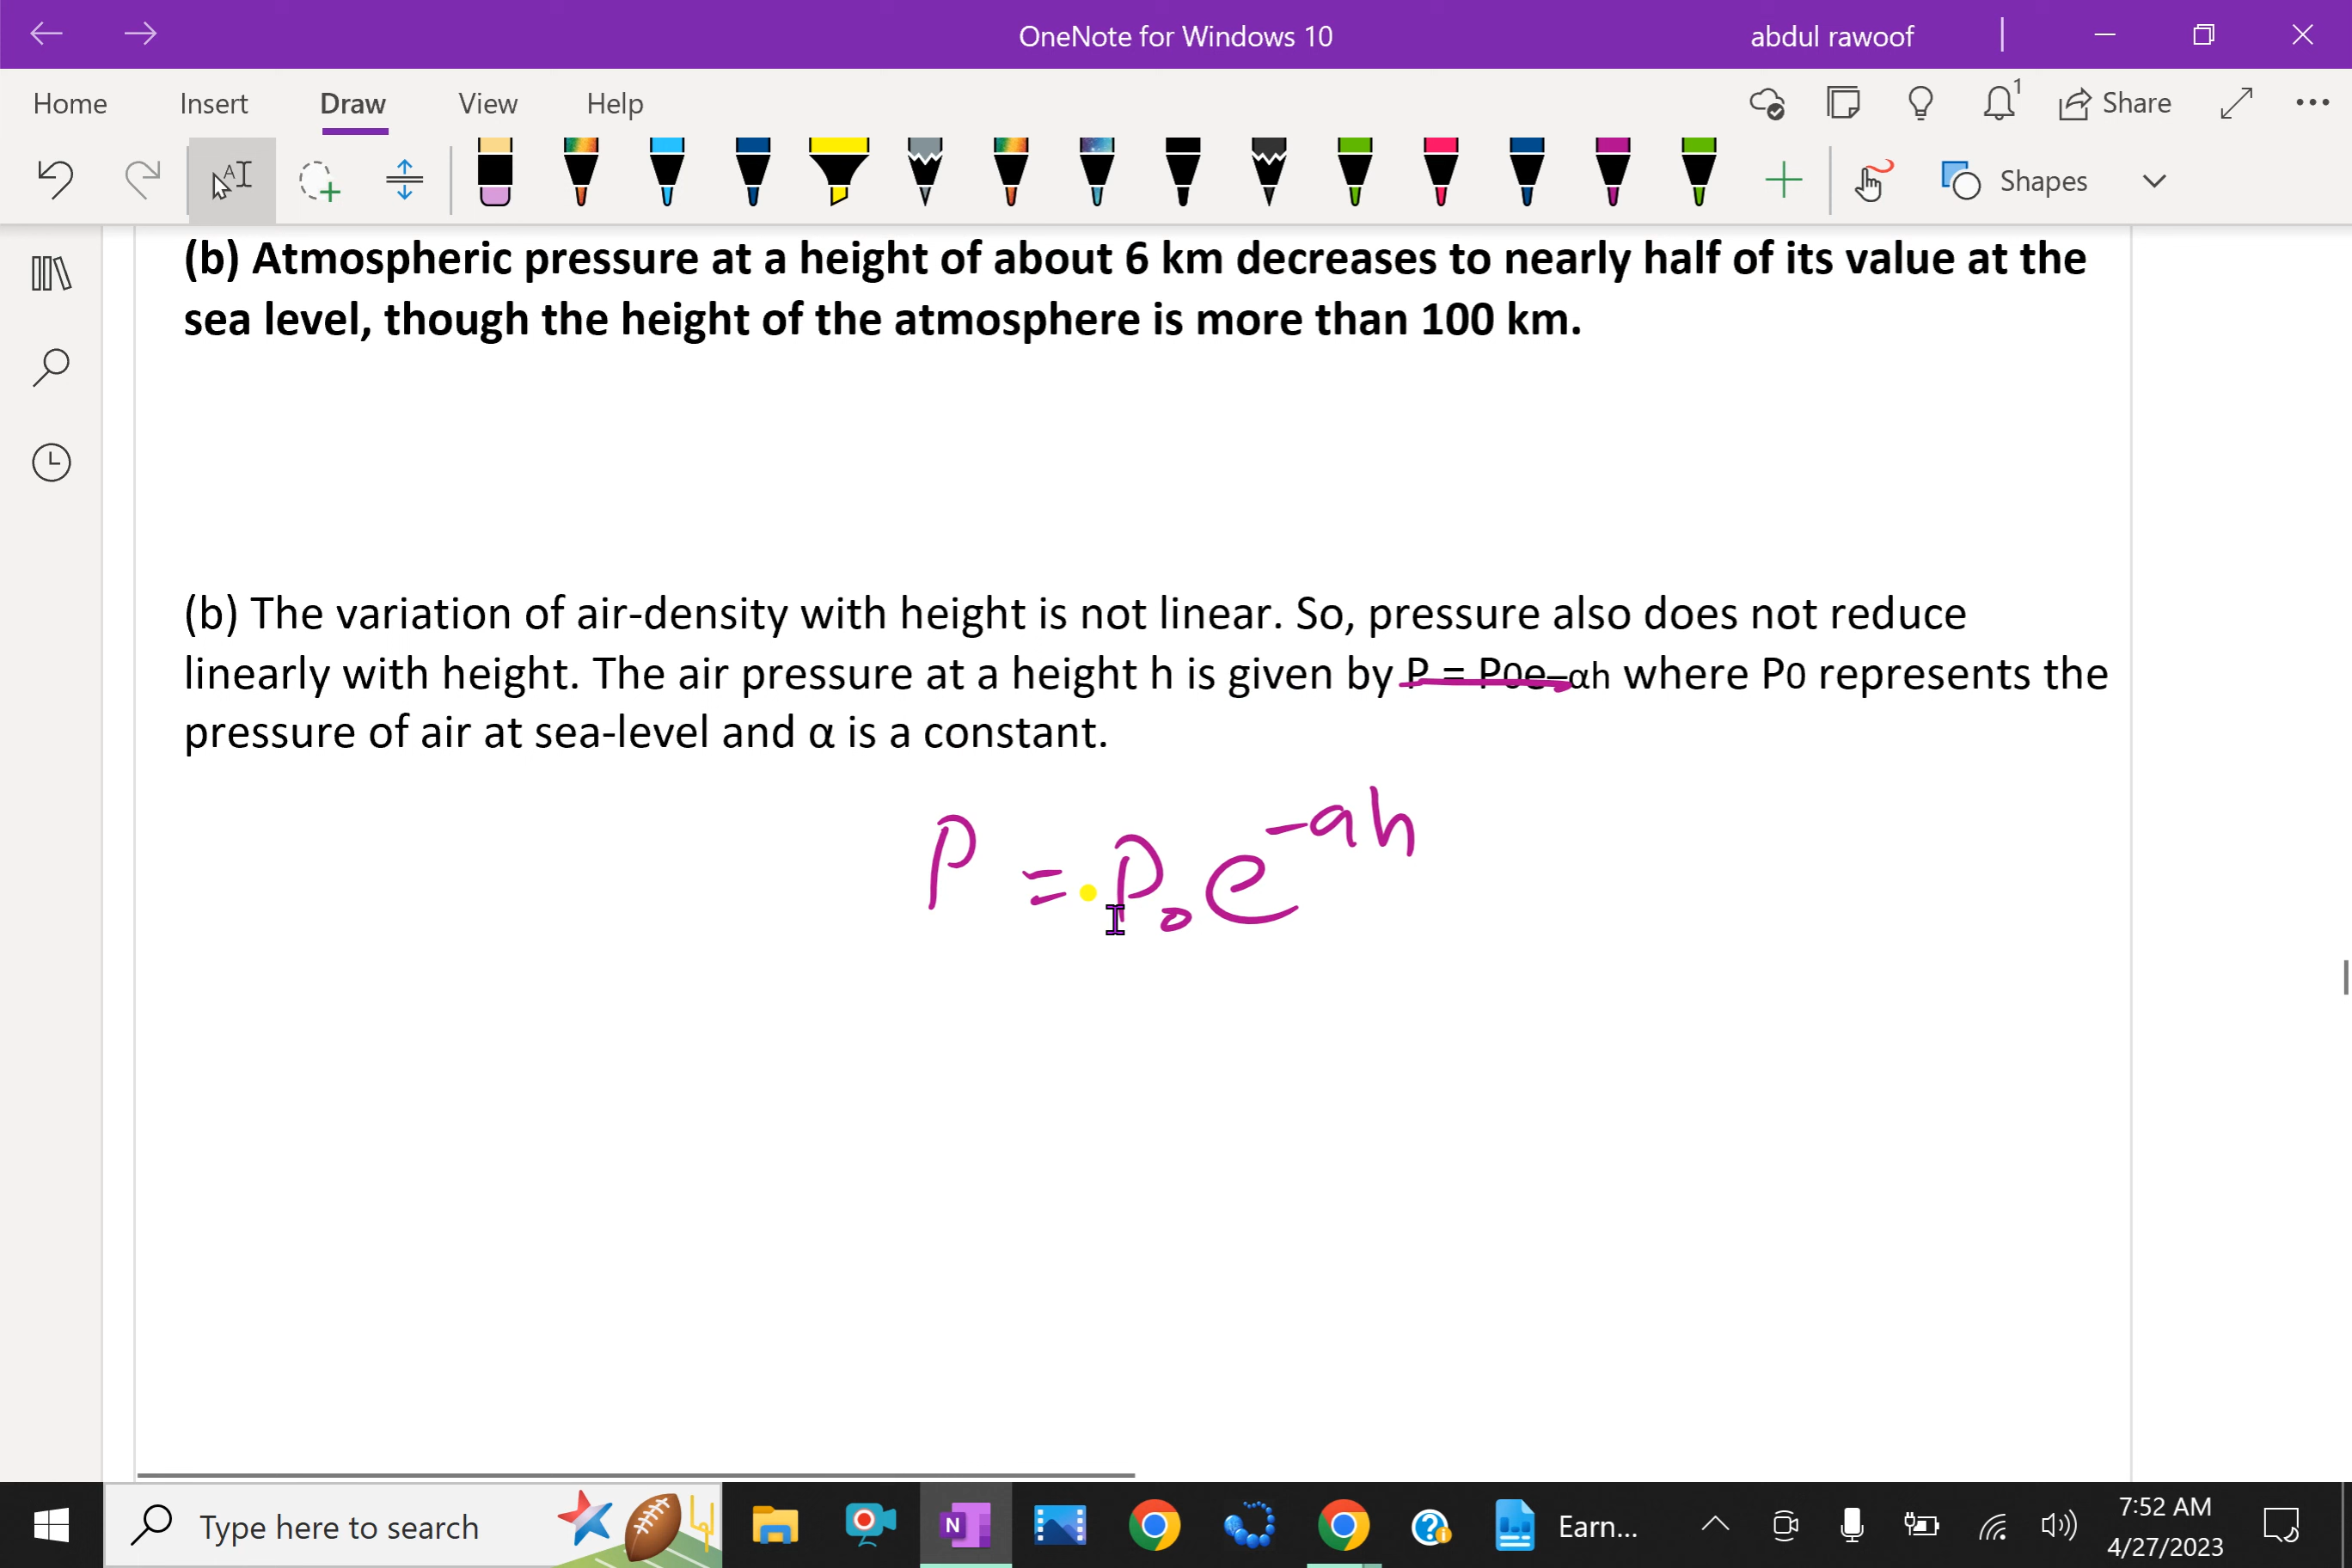 OneNote for Windows 10
abdul rawoof
Home Insert Draw View Help
1 Share
Shapes
(b) Atmospheric pressure at a height of about 6 km decreases to nearly half of its value at the
sea level, though the height of the atmosphere is more than 100 km.
(b) The variation of air-density with height is not linear. So, pressure also does not reduce
linearly with height. The air pressure at a height h is given by P = P0e–αh where P0 represents the
pressure of air at sea-level and α is a constant.
P = P₀ e^-ah
Type here to search
N
Earn...
7:52 AM
4/27/2023